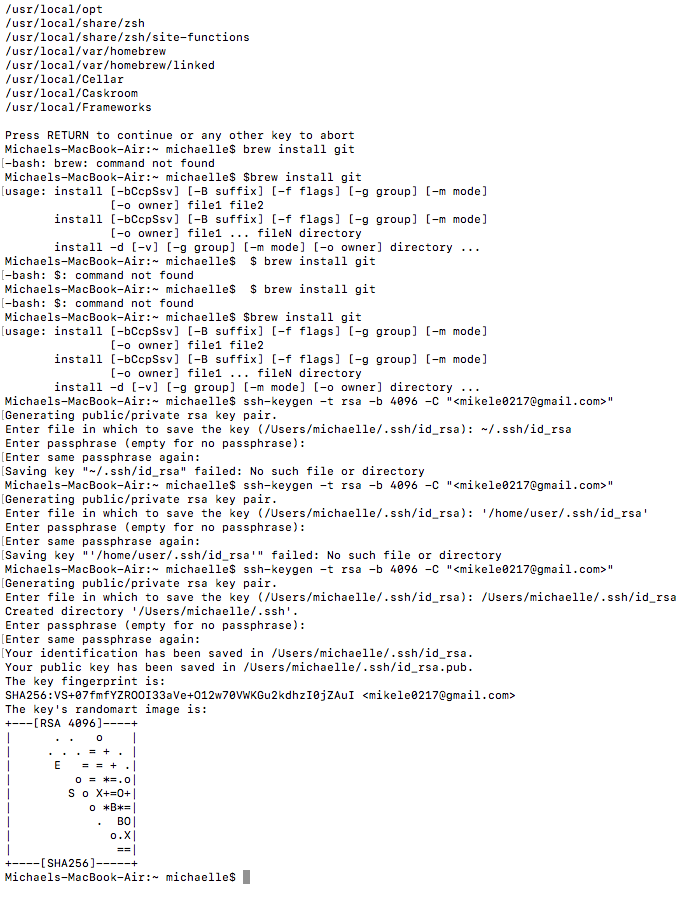 /usr/local/opt
/usr/local/share/zsh
/usr/local/share/zsh/site-functions
/usr/local/var/homebrew
/usr/local/var/homebrew/linked
/usr/local/Cellar
/usr/local/Caskroom
/usr/local/Frameworks
Press RETURN to continue or any other key to abort
Michaels-MacBook-Air:~ michaelle$ brew install git
[-bash: brew: command not found
Michaels-MacBook-Air:~ michaelle$ $brew install git
[usage: install [-bCcpSsv] [-B suffix] [-f flags] [-g group] [-m mode]
               [-o owner] file1 file2
       install [-bCcpSsv] [-B suffix] [-f flags] [-g group] [-m mode]
               [-o owner] file1 ... fileN directory
       install -d [-v] [-g group] [-m mode] [-o owner] directory ...
Michaels-MacBook-Air:~ michaelle$  $ brew install git
[-bash: $: command not found
Michaels-MacBook-Air:~ michaelle$  $ brew install git
[-bash: $: command not found
Michaels-MacBook-Air:~ michaelle$ $brew install git
[usage: install [-bCcpSsv] [-B suffix] [-f flags] [-g group] [-m mode]
               [-o owner] file1 file2
       install [-bCcpSsv] [-B suffix] [-f flags] [-g group] [-m mode]
               [-o owner] file1 ... fileN directory
       install -d [-v] [-g group] [-m mode] [-o owner] directory ...
Michaels-MacBook-Air:~ michaelle$ ssh-keygen -t rsa -b 4096 -C "<mikele0217@gmail.com>"
[Generating public/private rsa key pair.
Enter file in which to save the key (/Users/michaelle/.ssh/id_rsa): ~/.ssh/id_rsa
Enter passphrase (empty for no passphrase):
[Enter same passphrase again:
[Saving key "~/.ssh/id_rsa" failed: No such file or directory
Michaels-MacBook-Air:~ michaelle$ ssh-keygen -t rsa -b 4096 -C "<mikele0217@gmail.com>"
[Generating public/private rsa key pair.
Enter file in which to save the key (/Users/michaelle/.ssh/id_rsa): '/home/user/.ssh/id_rsa'
Enter passphrase (empty for no passphrase):
[Enter same passphrase again:
[Saving key "'/home/user/.ssh/id_rsa'" failed: No such file or directory
Michaels-MacBook-Air:~ michaelle$ ssh-keygen -t rsa -b 4096 -C "<mikele0217@gmail.com>"
[Generating public/private rsa key pair.
Enter file in which to save the key (/Users/michaelle/.ssh/id_rsa): /Users/michaelle/.ssh/id_rsa
Created directory '/Users/michaelle/.ssh'.
Enter passphrase (empty for no passphrase):
[Enter same passphrase again:
[Your identification has been saved in /Users/michaelle/.ssh/id_rsa.
Your public key has been saved in /Users/michaelle/.ssh/id_rsa.pub.
The key fingerprint is:
SHA256:VS+07fmfYZROOI33aVe+O12w70VWKGu2kdhzI0jZAuI <mikele0217@gmail.com>
The key's randomart image is:
+---[RSA 4096]----+
|      . .   o    |
|     . . . = + . |
|      E   = = + .|
|         o = *=.o|
|        S o X+=O+|
|           o *B*=|
|            .  BO|
|              o.X|
|               ==|
+----[SHA256]-----+
Michaels-MacBook-Air:~ michaelle$